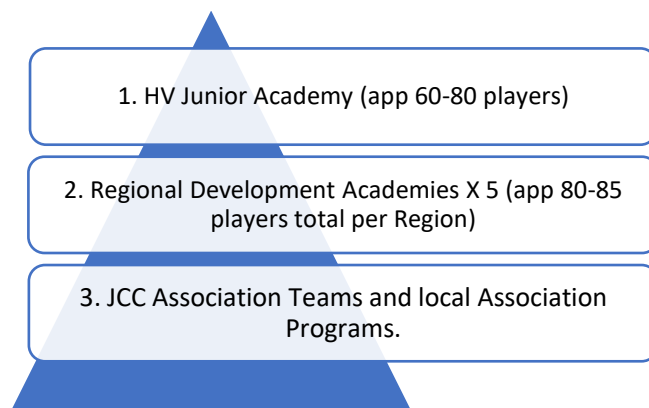 1. HV Junior Academy (app 60-80 players)
2. Regional Development Academies X 5 (app 80-85
players total per Region)
3. JCC Association Teams and local Association
Programs.